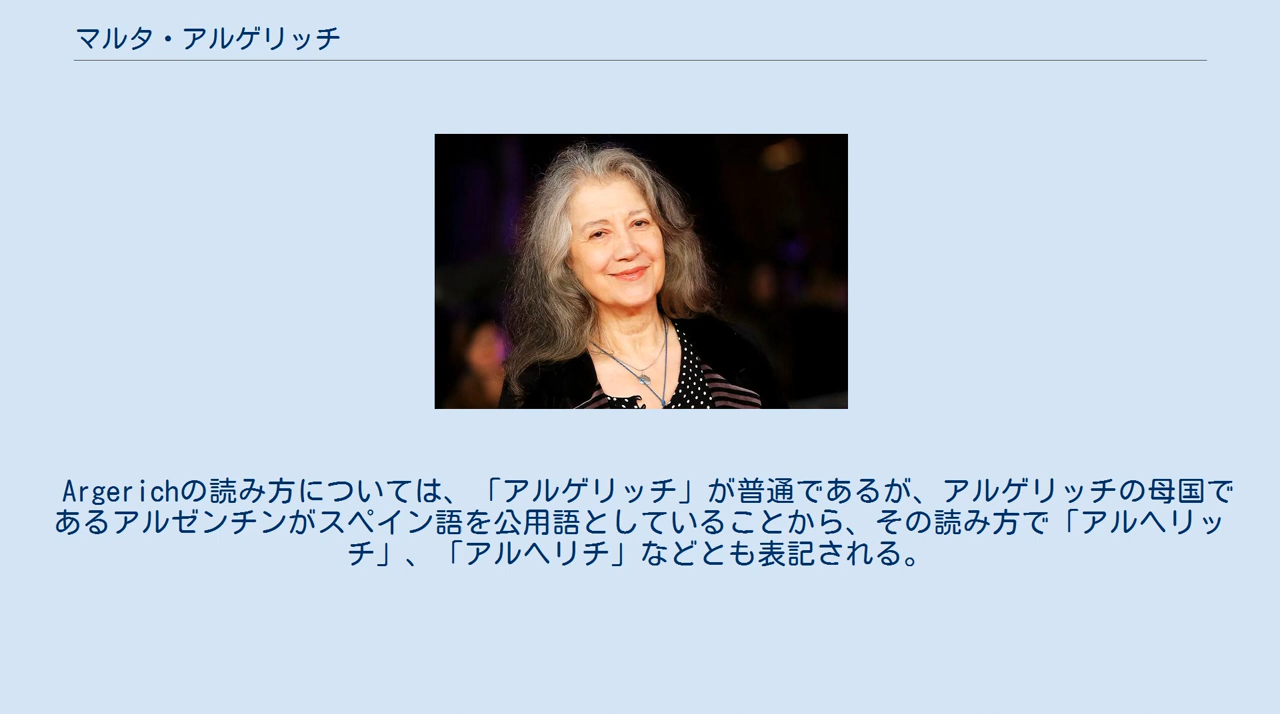 マルタ・アルゲリッチ
Argerichの読み方については、「アルゲリッチ」が普通であるが、アルゲリッチの母国で
あるアルゼンチンがスペイン語を公用語としていることから、その読み方で「アルヘリッ
チ」、「アルヘリチ」などとも表記される。